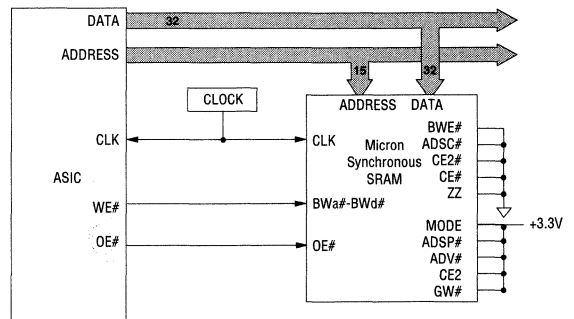 DATA
32
ADDRESS
15
32
CLOCK
ADDRESS DATA
CLK
CLK
Micron
Synchronous
SRAM
ASIC
WE#
BWa#-BWd#
OE#
OE#
BWE#
ADSC#
CE2#
CE#
ZZ
MODE
+3.3V
ADSP#
ADV#
CE2
GW#